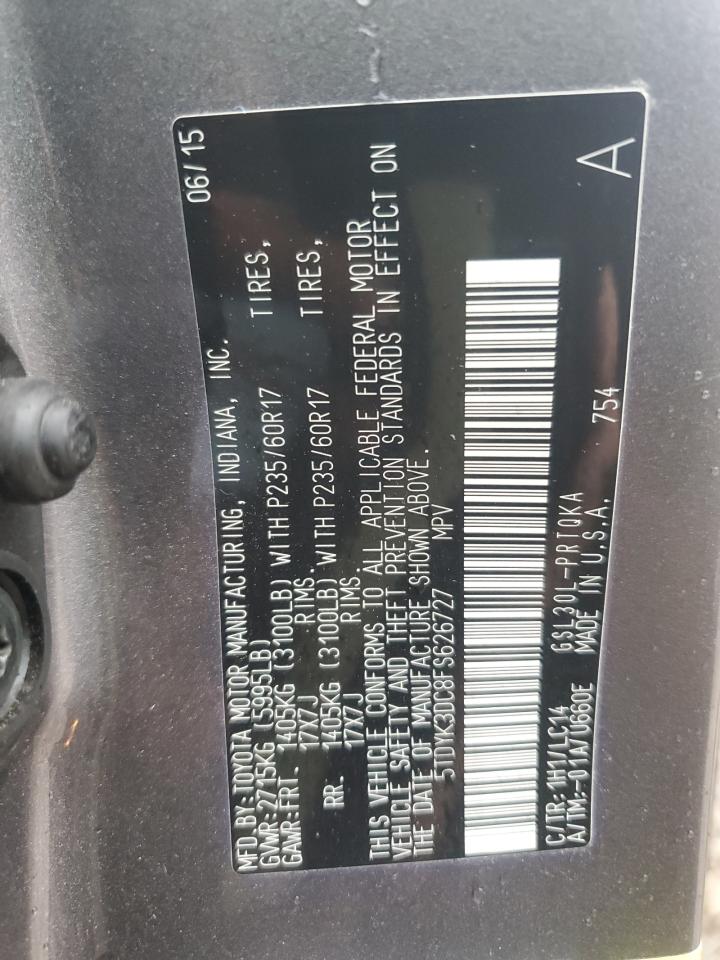 MFD.BY:TOYOTA MOTOR MANUFACTURING, INDIANA, INC. 06/15
GVWR:2715KG (5995LB)
GAWR:FRT. 1405KG (3100LB) WITH P235/60R17 TIRES,
17X7J RIMS,
RR. 1405KG (3100LB) WITH P235/60R17 TIRES,
17X7J RIMS.
THIS VEHICLE CONFORMS TO ALL APPLICABLE FEDERAL MOTOR
VEHICLE SAFETY AND THEFT PREVENTION STANDARDS IN EFFECT ON
THE DATE OF MANUFACTURE SHOWN ABOVE.
5TDYK3DC8FS626727 MPV
C/TR:1H1/LC14 GSL30L-PRTQKA 754
A/TM:-01A/U660E MADE IN U.S.A. A